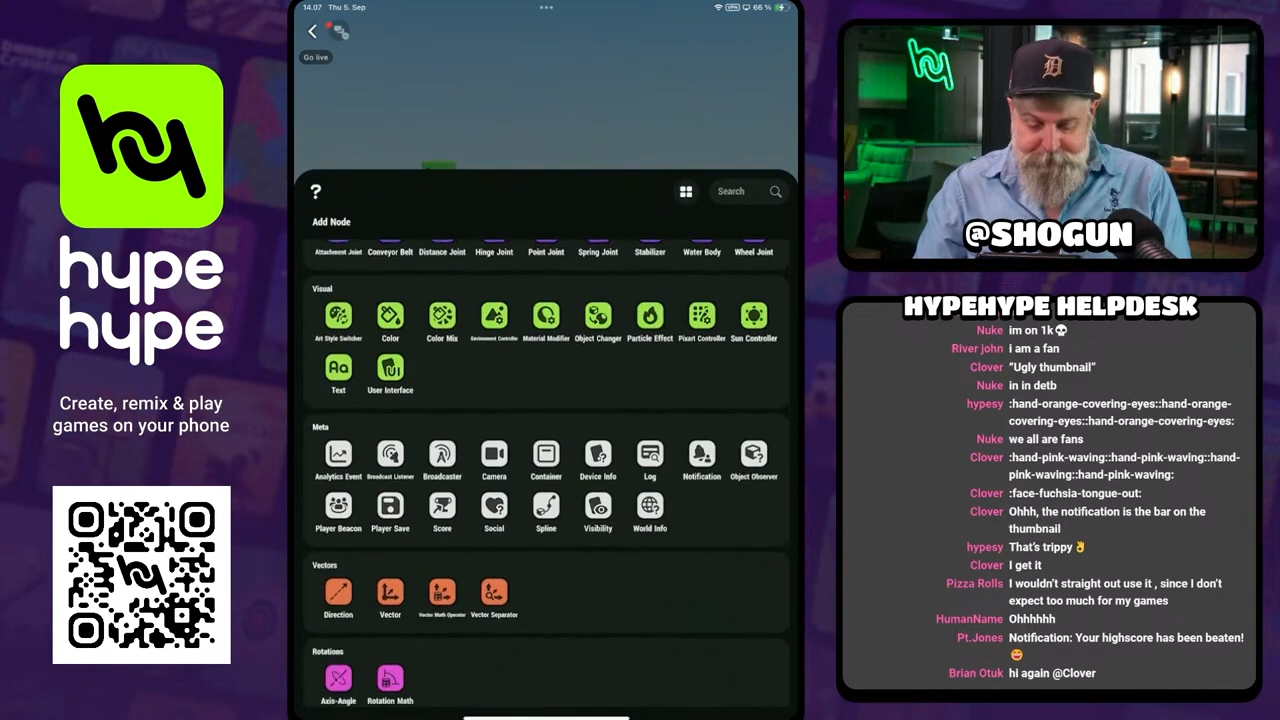 hype
hype
Create, remix & play
games on your phone
14.07 Thu 5. Sep
VPN 66 %
Go live
?
Search
Add Node
Attachment Joint Conveyor Belt Distance Joint Hinge Joint Point Joint Spring Joint Stabilizer Water Body Wheel Joint
Visual
Art Style Switcher Color Color Mix Environment Controller Material Modifier Object Changer Particle Effect Pixart Controller Sun Controller
Aa
Text User Interface
Meta
Analytics Event Broadcast Listener Broadcaster Camera Container Device Info Log Notification Object Observer
Player Beacon Player Save Score Social Spline Visibility World Info
Vectors
Direction Vector Vector Math Operator Vector Separator
Rotations
Axis-Angle Rotation Math
D
@SHOGUN
HYPEHYPE HELPDESK
Nuke im on 1k💀
River john i am a fan
Clover “Ugly thumbnail”
Nuke in in detb
hypesy :hand-orange-covering-eyes::hand-orange-
covering-eyes::hand-orange-covering-eyes:
Nuke we all are fans
Clover :hand-pink-waving::hand-pink-waving::hand-
pink-waving::hand-pink-waving:
Clover :face-fuchsia-tongue-out:
Clover Ohhh, the notification is the bar on the
thumbnail
hypesy That’s trippy 👌
Clover I get it
Pizza Rolls I wouldn’t straight out use it , since I don’t
expect too much for my games
HumanName Ohhhhhh
Pt.Jones Notification: Your highscore has been beaten!
😄
Brian Otuk hi again @Clover